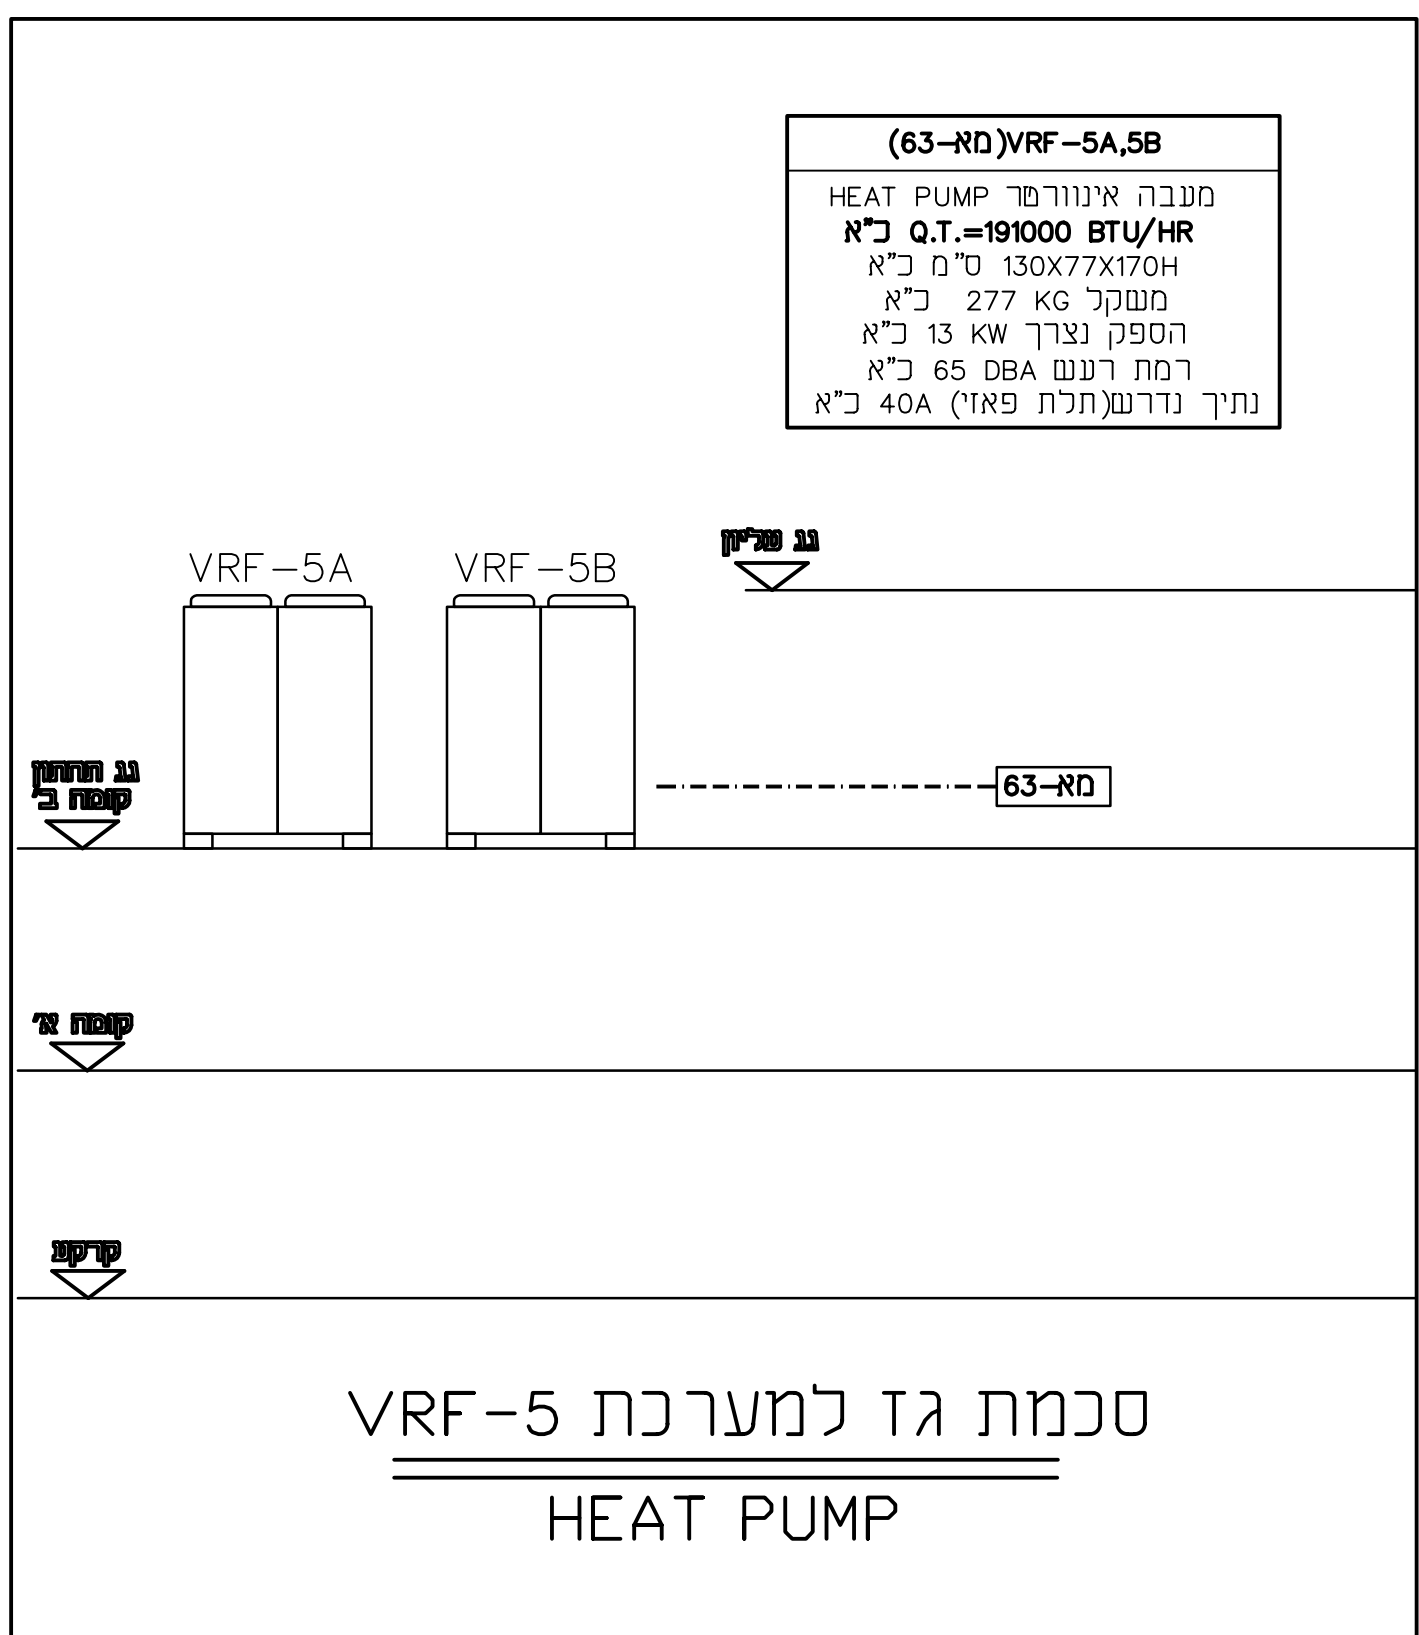 VRF-5A,5B(מא-63)
מעבה אינוורטר HEAT PUMP
Q.T.=191000 BTU/HR כ"א
130X77X170H ס"מ כ"א
משקל 277 KG כ"א
הספק נצרך 13 KW כ"א
רמת רעש 65 DBA כ"א
נתיך נדרש(תלת פאזי) 40A כ"א
גג עליון
VRF-5A
VRF-5B
גג תחתון
קומה ב'
מא-63
קומה א'
קרקע
סכמת גז למערכת VRF-5
HEAT PUMP